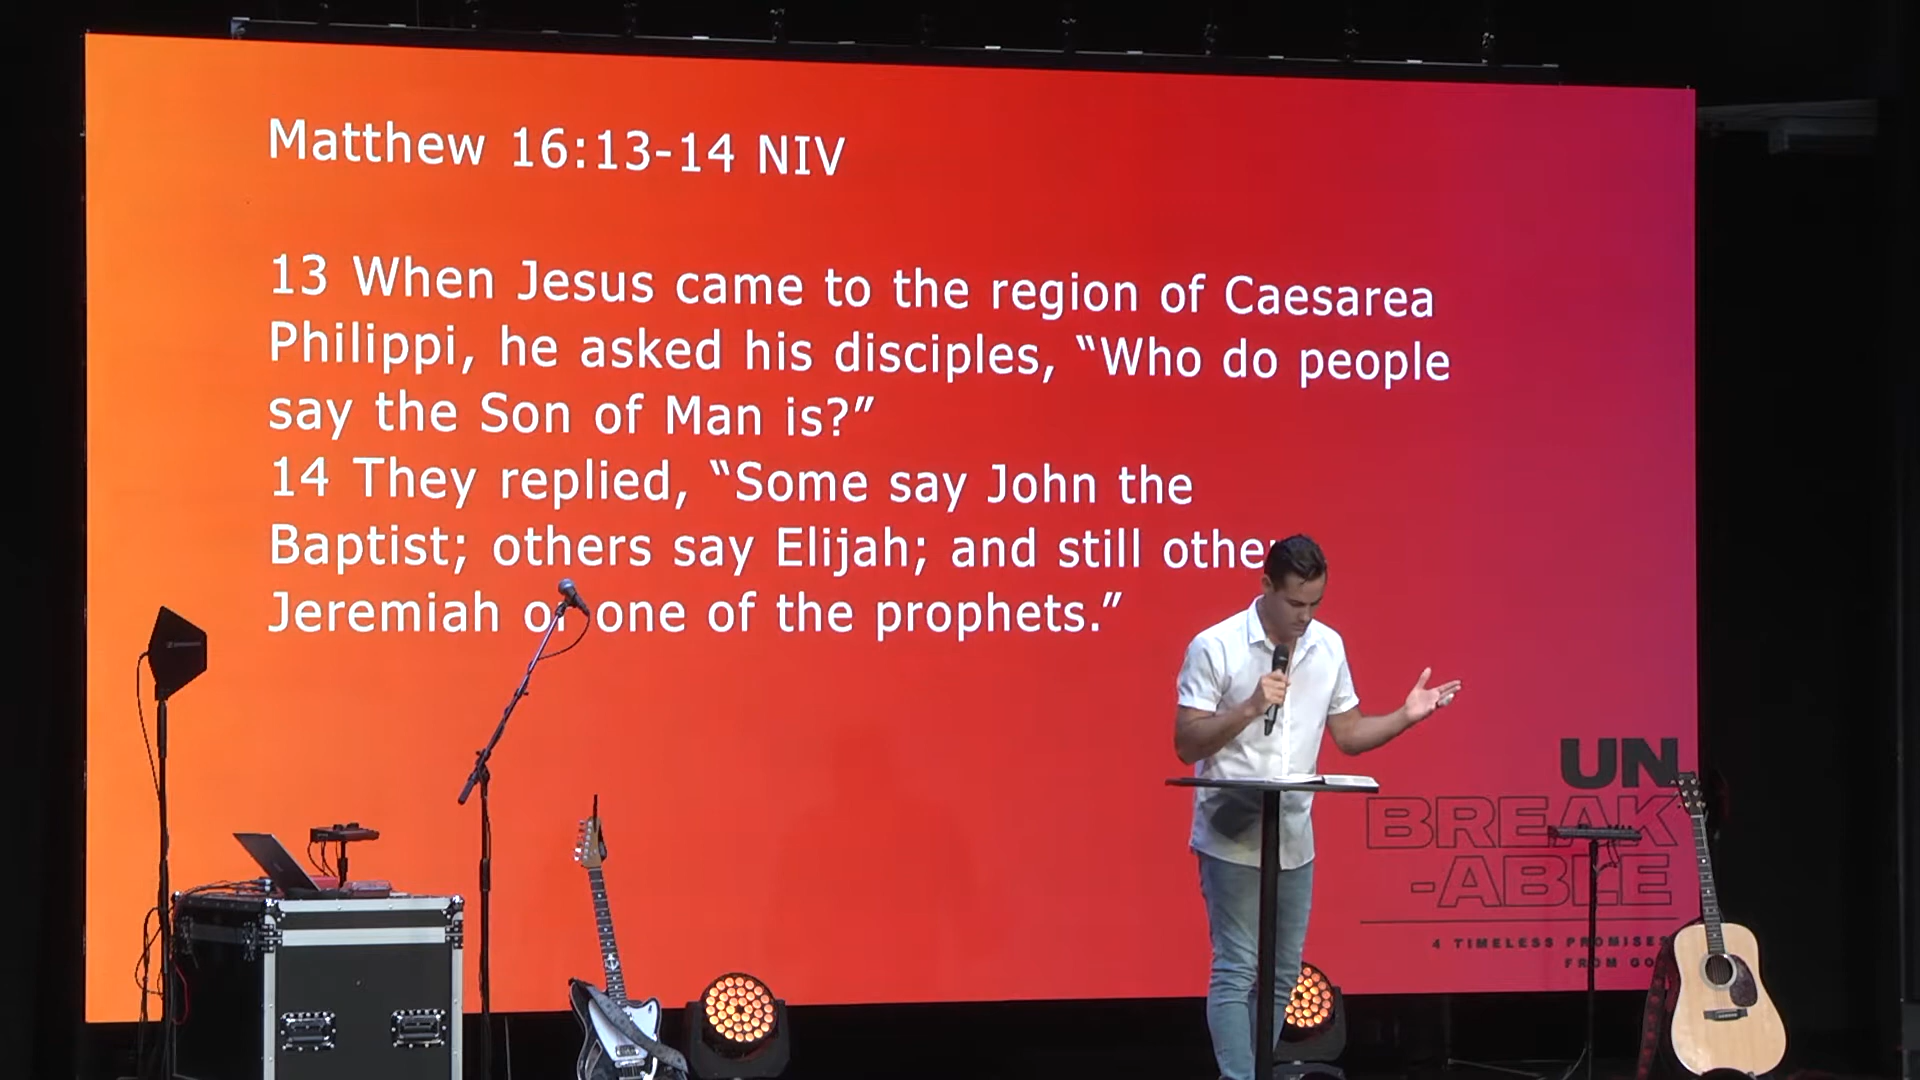 Matthew 16:13-14 NIV
13 When Jesus came to the region of Caesarea
Philippi, he asked his disciples, “Who do people
say the Son of Man is?”
14 They replied, “Some say John the
Baptist; others say Elijah; and still
Jeremiah or one of the prophets.”
UN
BREAK
-ABLE
4 TIMELESS PROMISES
FROM